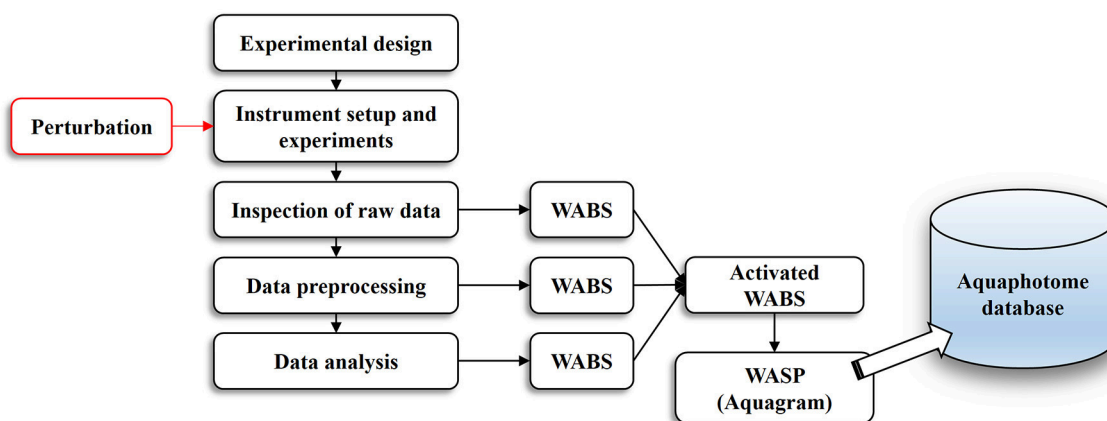 Experimental design
Perturbation
Instrument setup and
experiments
Inspection of raw data
WABS
Data preprocessing
WABS
Data analysis
WABS
Activated
WABS
WASP
(Aquagram)
Aquaphotome
database